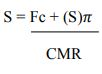 S = Fc + (S)π
CMR